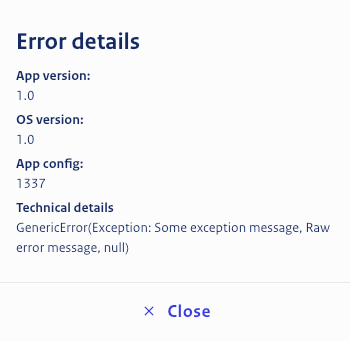 Error details
App version:
1.0
OS version:
1.0
App config:
1337
Technical details
GenericError(Exception: Some exception message, Raw
error message, null)
Close